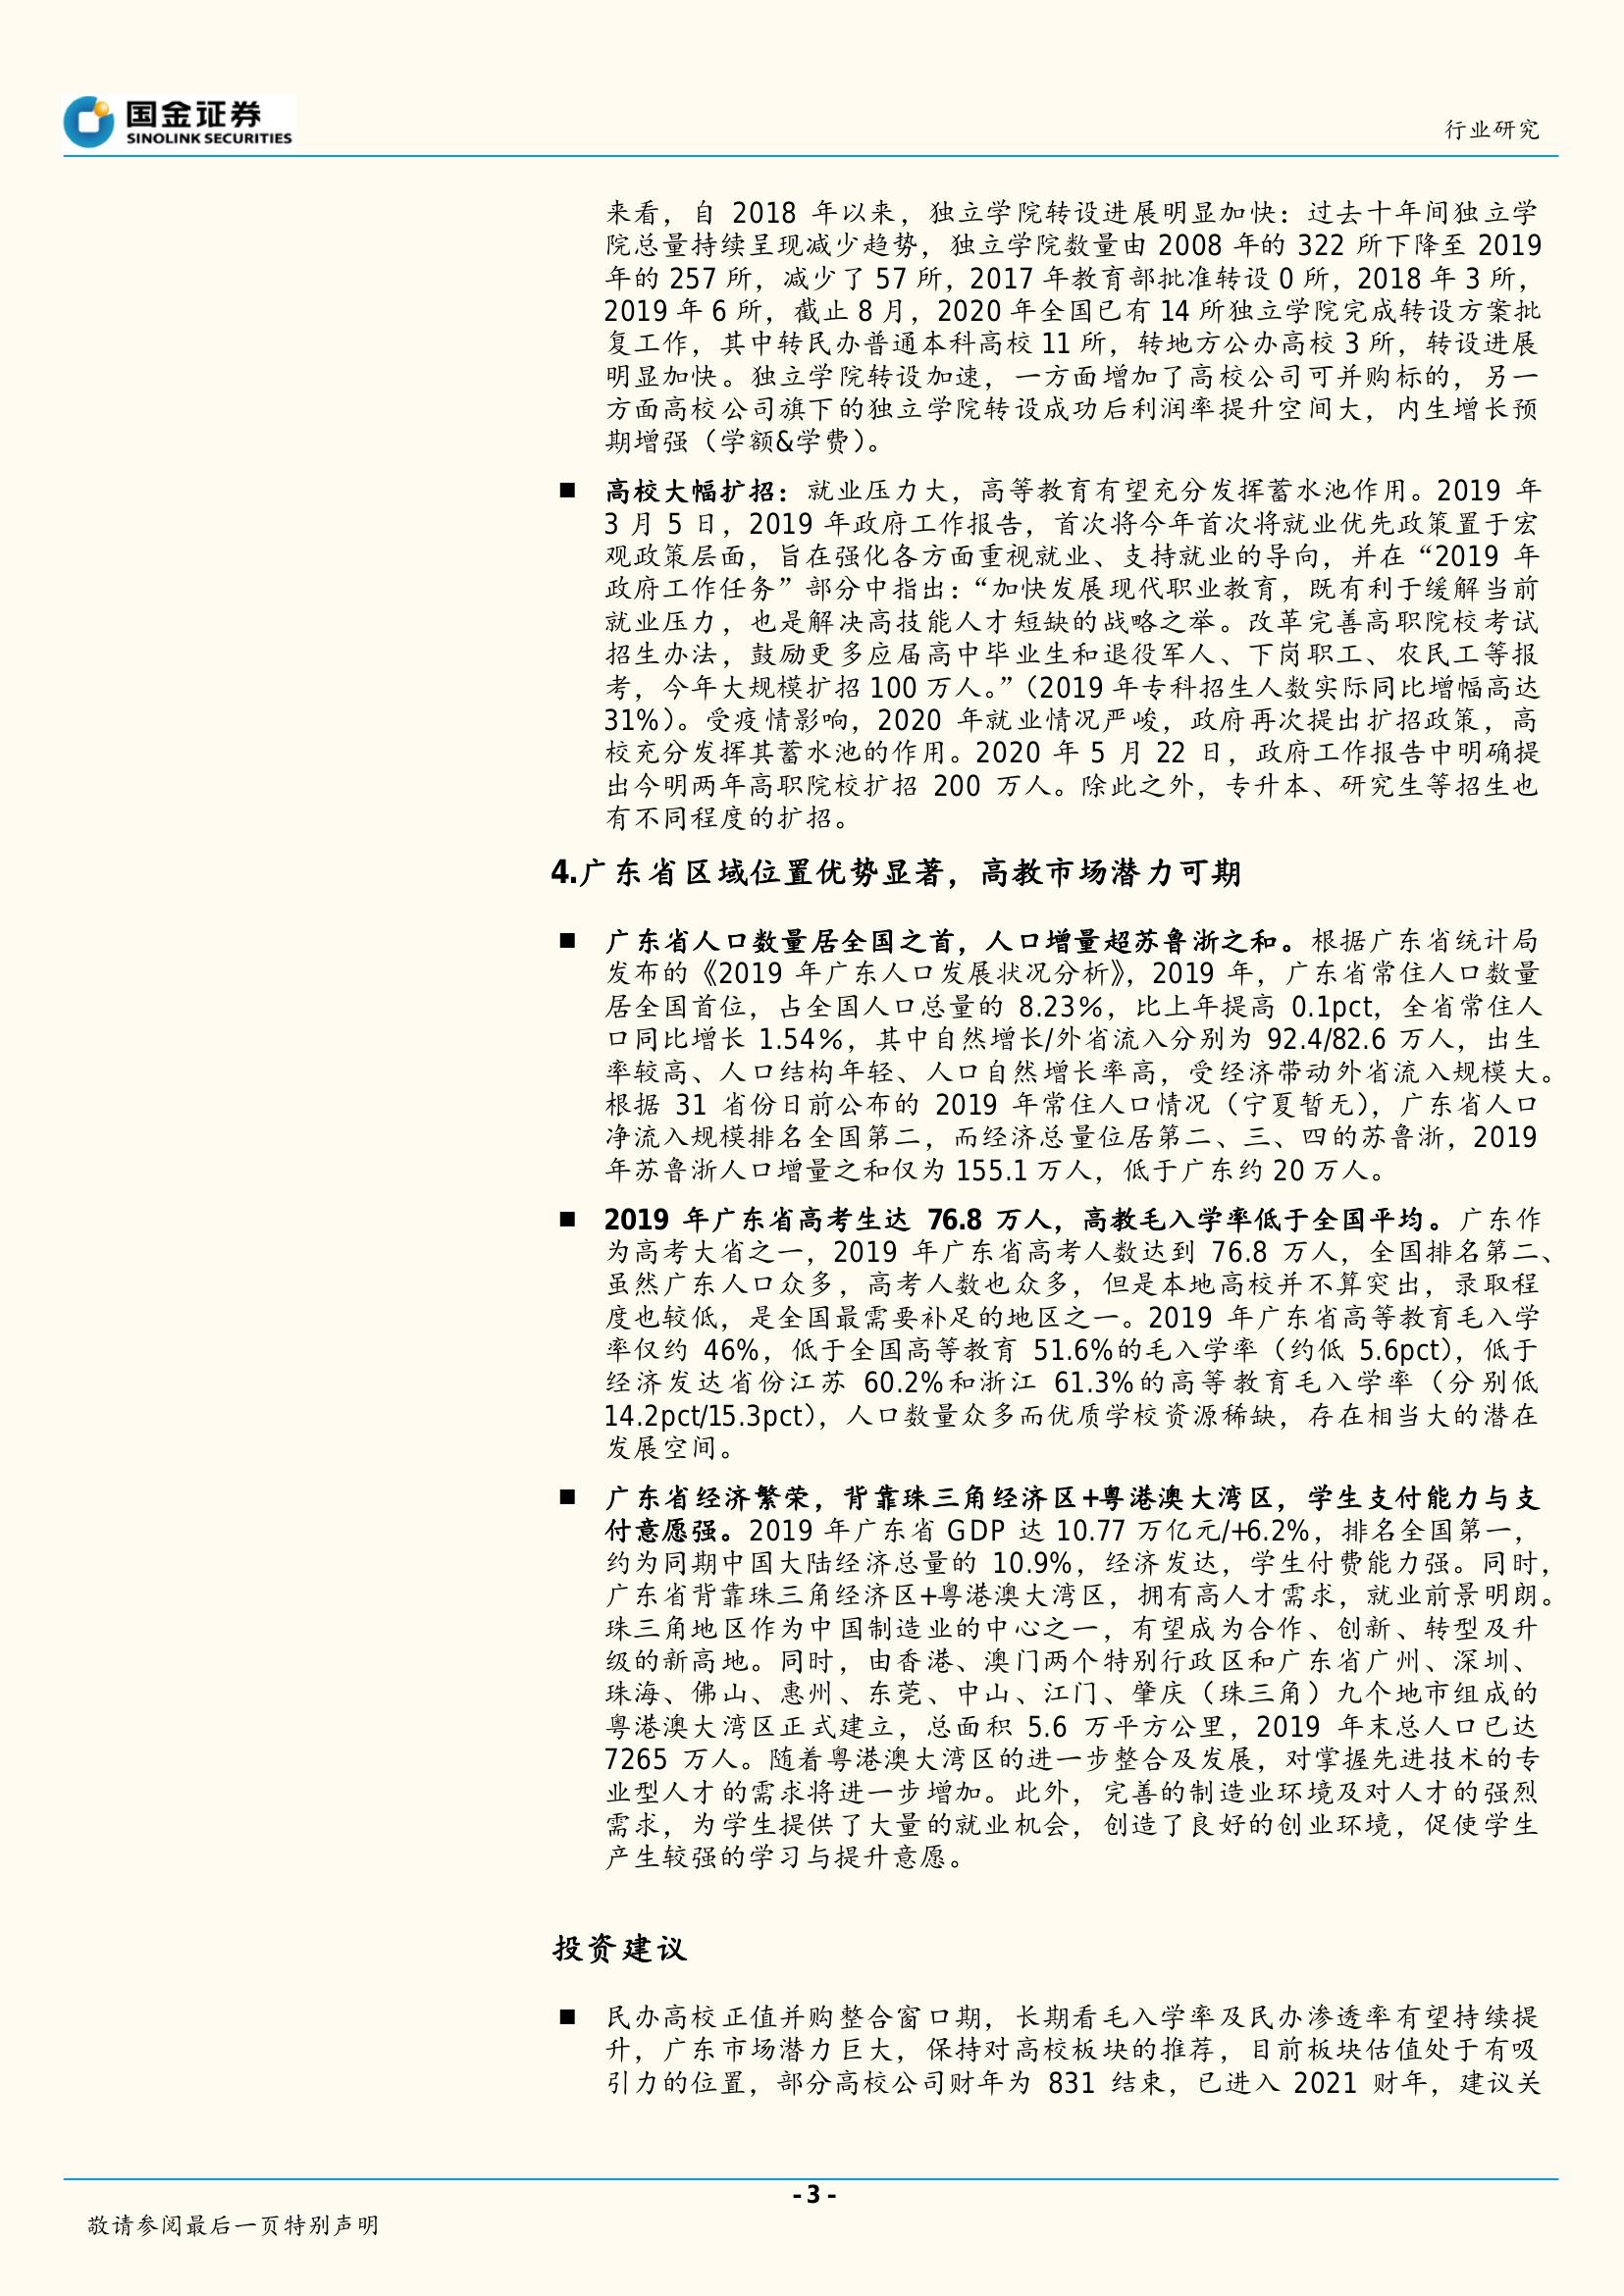 国金证券
SINOLINK SECURITIES
行业研究
来看，自 2018 年以来，独立学院转设进展明显加快：过去十年间独立学
院总量持续呈现减少趋势，独立学院数量由 2008 年的 322 所下降至 2019
年的 257 所，减少了 57 所，2017 年教育部批准转设 0 所，2018 年 3 所，
2019 年 6 所，截止 8 月，2020 年全国已有 14 所独立学院完成转设方案批
复工作，其中转民办普通本科高校 11 所，转地方公办高校 3 所，转设进展
明显加快。独立学院转设加速，一方面增加了高校公司可并购标的，另一
方面高校公司旗下的独立学院转设成功后利润率提升空间大，内生增长预
期增强（学额&学费）。
■ 高校大幅扩招：就业压力大，高等教育有望充分发挥蓄水池作用。2019 年
3 月 5 日，2019 年政府工作报告，首次将今年首次将就业优先政策置于宏
观政策层面，旨在强化各方面重视就业、支持就业的导向，并在“2019 年
政府工作任务”部分中指出：“加快发展现代职业教育，既有利于缓解当前
就业压力，也是解决高技能人才短缺的战略之举。改革完善高职院校考试
招生办法，鼓励更多应届高中毕业生和退役军人、下岗职工、农民工等报
考，今年大规模扩招 100 万人。”（2019 年专科招生人数实际同比增幅高达
31%）。受疫情影响，2020 年就业情况严峻，政府再次提出扩招政策，高
校充分发挥其蓄水池的作用。2020 年 5 月 22 日，政府工作报告中明确提
出今明两年高职院校扩招 200 万人。除此之外，专升本、研究生等招生也
有不同程度的扩招。
4.广东省区域位置优势显著，高教市场潜力可期
■ 广东省人口数量居全国之首，人口增量超苏鲁浙之和。根据广东省统计局
发布的《2019 年广东人口发展状况分析》，2019 年，广东省常住人口数量
居全国首位，占全国人口总量的 8.23％，比上年提高 0.1pct，全省常住人
口同比增长 1.54％，其中自然增长/外省流入分别为 92.4/82.6 万人，出生
率较高、人口结构年轻、人口自然增长率高，受经济带动外省流入规模大。
根据 31 省份日前公布的 2019 年常住人口情况（宁夏暂无），广东省人口
净流入规模排名全国第二，而经济总量位居第二、三、四的苏鲁浙，2019
年苏鲁浙人口增量之和仅为 155.1 万人，低于广东约 20 万人。
■ 2019 年广东省高考生达 76.8 万人，高教毛入学率低于全国平均。广东作
为高考大省之一，2019 年广东省高考人数达到 76.8 万人，全国排名第二、
虽然广东人口众多，高考人数也众多，但是本地高校并不算突出，录取程
度也较低，是全国最需要补足的地区之一。2019 年广东省高等教育毛入学
率仅约 46%，低于全国高等教育 51.6%的毛入学率（约低 5.6pct），低于
经济发达省份江苏 60.2%和浙江 61.3%的高等教育毛入学率（分别低
14.2pct/15.3pct），人口数量众多而优质学校资源稀缺，存在相当大的潜在
发展空间。
■ 广东省经济繁荣，背靠珠三角经济区+粤港澳大湾区，学生支付能力与支
付意愿强。2019 年广东省 GDP 达 10.77 万亿元/+6.2%，排名全国第一，
约为同期中国大陆经济总量的 10.9%，经济发达，学生付费能力强。同时，
广东省背靠珠三角经济区+粤港澳大湾区，拥有高人才需求，就业前景明朗。
珠三角地区作为中国制造业的中心之一，有望成为合作、创新、转型及升
级的新高地。同时，由香港、澳门两个特别行政区和广东省广州、深圳、
珠海、佛山、惠州、东莞、中山、江门、肇庆（珠三角）九个地市组成的
粤港澳大湾区正式建立，总面积 5.6 万平方公里，2019 年末总人口已达
7265 万人。随着粤港澳大湾区的进一步整合及发展，对掌握先进技术的专
业型人才的需求将进一步增加。此外，完善的制造业环境及对人才的强烈
需求，为学生提供了大量的就业机会，创造了良好的创业环境，促使学生
产生较强的学习与提升意愿。
投资建议
■ 民办高校正值并购整合窗口期，长期看毛入学率及民办渗透率有望持续提
升，广东市场潜力巨大，保持对高校板块的推荐，目前板块估值处于有吸
引力的位置，部分高校公司财年为 831 结束，已进入 2021 财年，建议关
- 3 -
敬请参阅最后一页特别声明